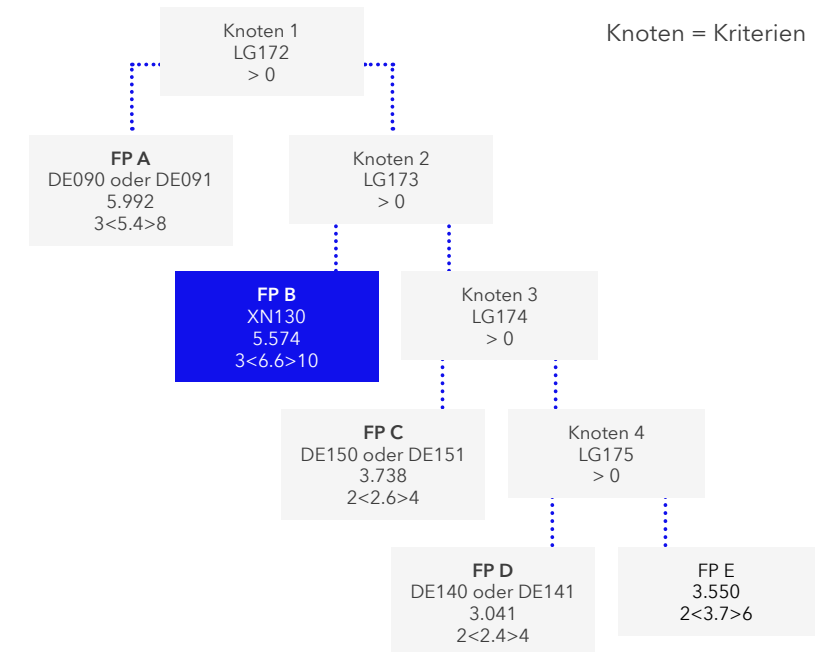 Knoten 1
LG172
> 0
Knoten = Kriterien
FP A
DE090 oder DE091
5.992
3<5.4>8
Knoten 2
LG173
> 0
FP B
XN130
5.574
3<6.6>10
Knoten 3
LG174
> 0
FP C
DE150 oder DE151
3.738
2<2.6>4
Knoten 4
LG175
> 0
FP D
DE140 oder DE141
3.041
2<2.4>4
FP E
3.550
2<3.7>6